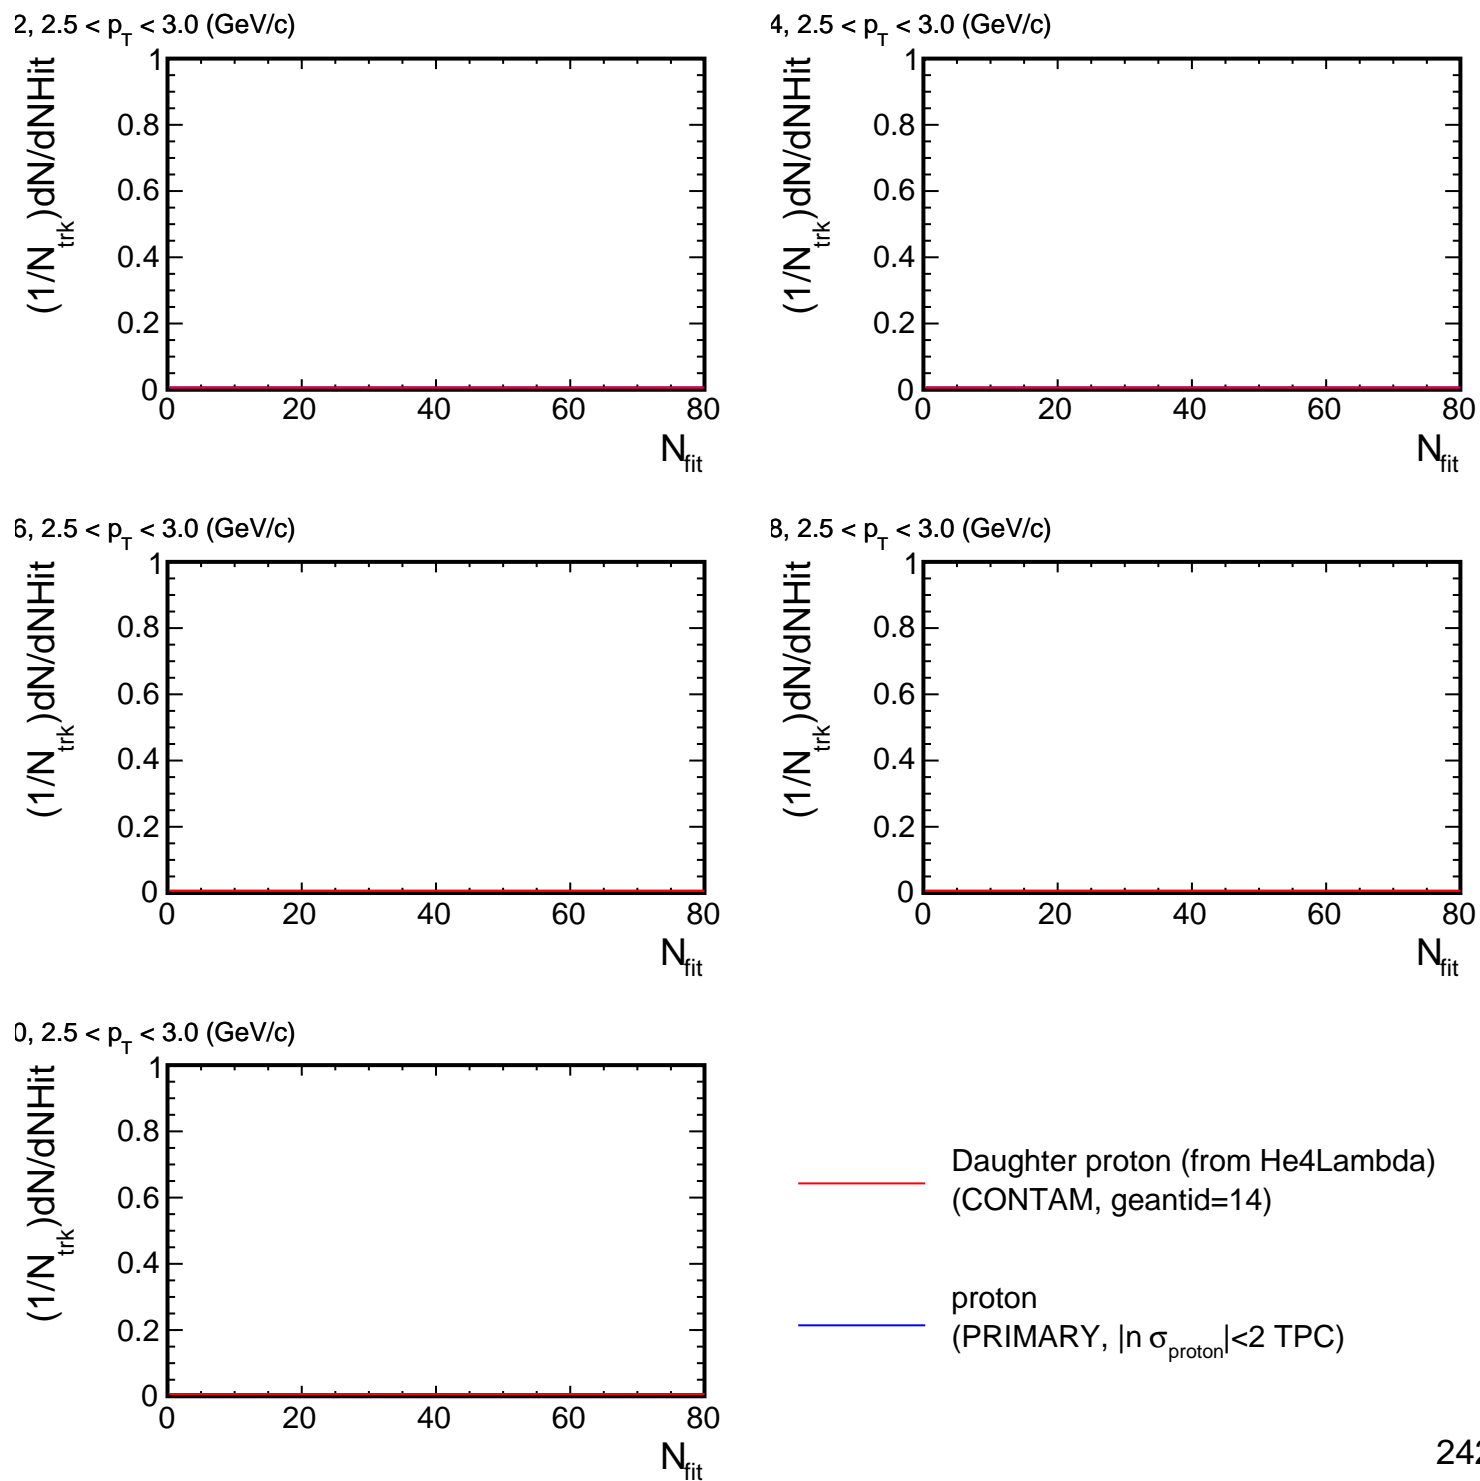 2, 2.5 < p_T < 3.0 (GeV/c)
(1/N_trk)dN/dNHit
1
0.8
0.6
0.4
0.2
0
0 20 40 60 80
N_fit
4, 2.5 < p_T < 3.0 (GeV/c)
(1/N_trk)dN/dNHit
1
0.8
0.6
0.4
0.2
0
0 20 40 60 80
N_fit
6, 2.5 < p_T < 3.0 (GeV/c)
(1/N_trk)dN/dNHit
1
0.8
0.6
0.4
0.2
0
0 20 40 60 80
N_fit
8, 2.5 < p_T < 3.0 (GeV/c)
(1/N_trk)dN/dNHit
1
0.8
0.6
0.4
0.2
0
0 20 40 60 80
N_fit
0, 2.5 < p_T < 3.0 (GeV/c)
(1/N_trk)dN/dNHit
1
0.8
0.6
0.4
0.2
0
0 20 40 60 80
N_fit
Daughter proton (from He4Lambda)
(CONTAM, geantid=14)
proton
(PRIMARY, |n σ_proton|<2 TPC)
242